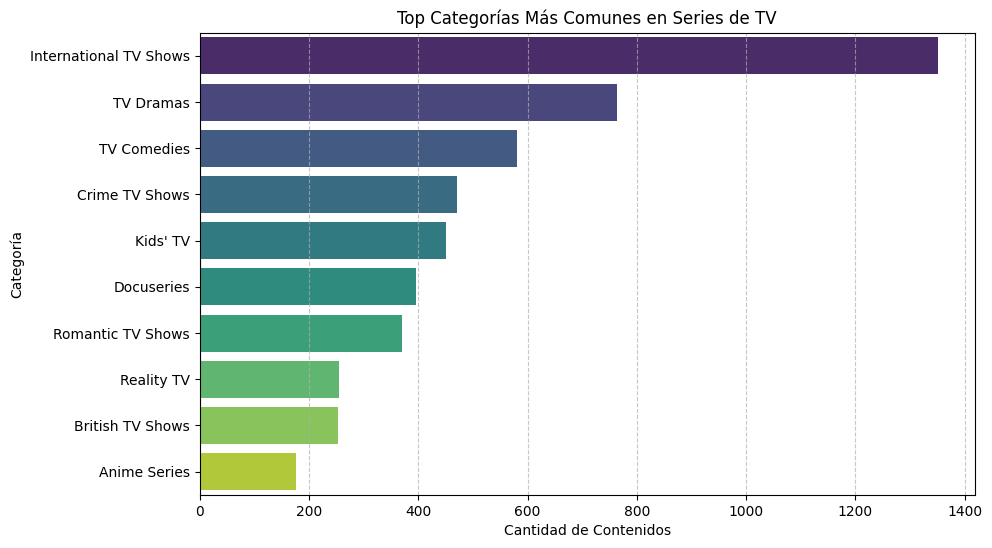 Top Categorías Más Comunes en Series de TV
Categoría
International TV Shows
TV Dramas
TV Comedies
Crime TV Shows
Kids' TV
Docuseries
Romantic TV Shows
Reality TV
British TV Shows
Anime Series
0 200 400 600 800 1000 1200 1400
Cantidad de Contenidos